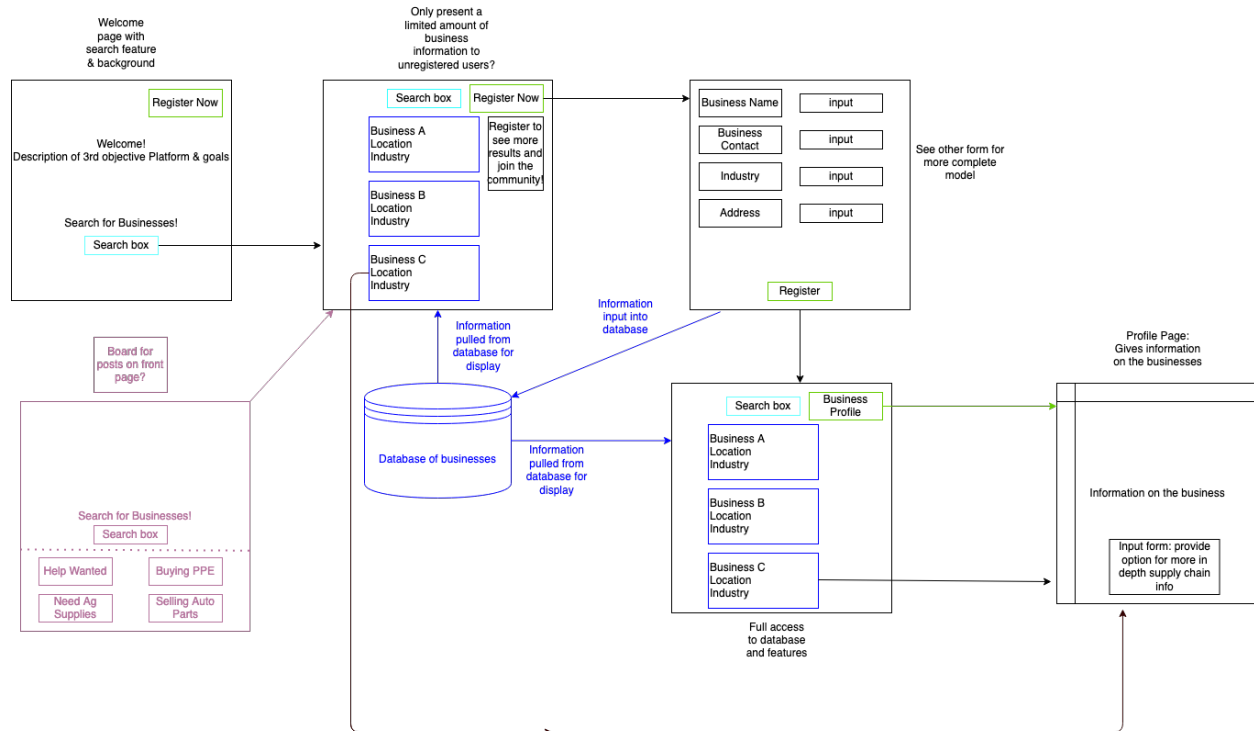 Welcome
page with
search feature
& background
Register Now
Welcome!
Description of 3rd objective Platform & goals
Search for Businesses!
Search box
Only present a
limited amount of
business
information to
unregistered users?
Search box
Register Now
Business A
Location
Industry
Register to
see more
results and
join the
community!
Business B
Location
Industry
Business C
Location
Industry
Business Name
input
Business
Contact
input
Industry
input
Address
input
Register
See other form for
more complete
model
Information
pulled from
database for
display
Information
input into
database
Board for
posts on front
page?
Search for Businesses!
Search box
Help Wanted
Buying PPE
Need Ag
Supplies
Selling Auto
Parts
Database of businesses
Information
pulled from
database for
display
Search box
Business
Profile
Business A
Location
Industry
Business B
Location
Industry
Business C
Location
Industry
Full access
to database
and features
Profile Page:
Gives information
on the businesses
Information on the business
Input form: provide
option for more in
depth supply chain
info